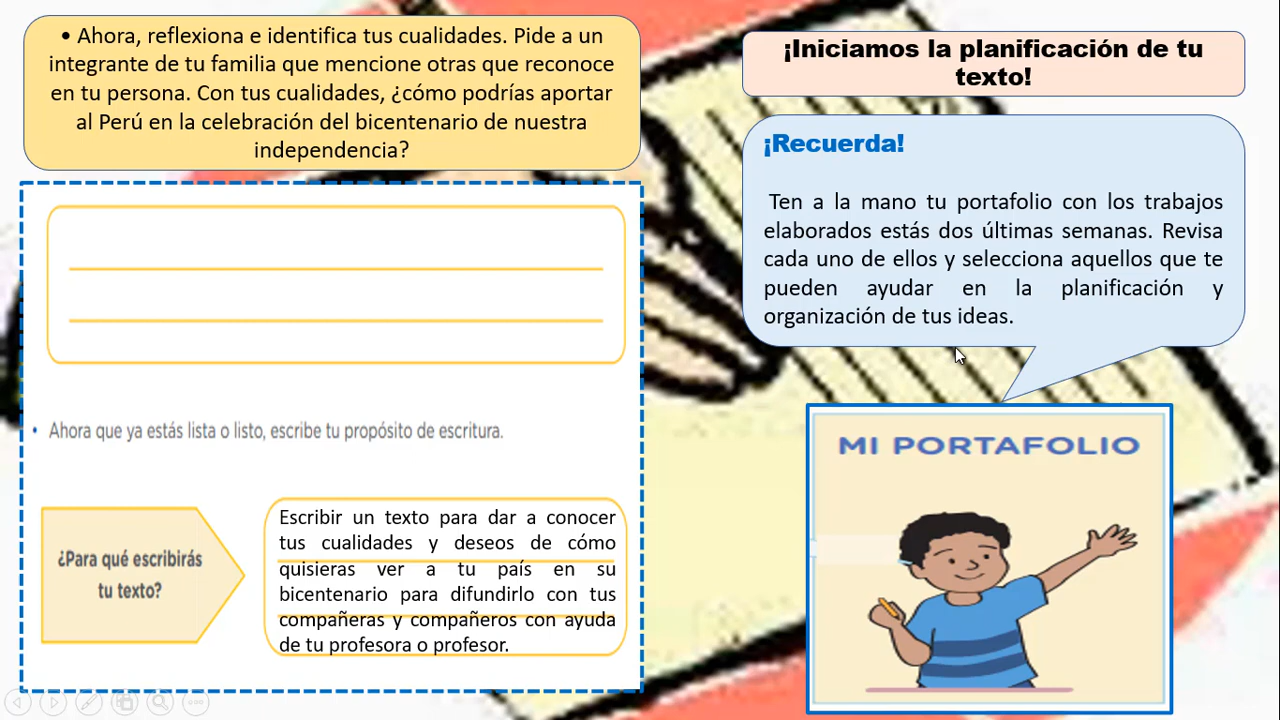 • Ahora, reflexiona e identifica tus cualidades. Pide a un
integrante de tu familia que mencione otras que reconoce
en tu persona. Con tus cualidades, ¿cómo podrías aportar
al Perú en la celebración del bicentenario de nuestra
independencia?
• Ahora que ya estás lista o listo, escribe tu propósito de escritura.
¿Para qué escribirás
tu texto?
Escribir un texto para dar a conocer
tus cualidades y deseos de cómo
quisieras ver a tu país en su
bicentenario para difundirlo con tus
compañeras y compañeros con ayuda
de tu profesora o profesor.
¡Iniciamos la planificación de tu
texto!
¡Recuerda!
Ten a la mano tu portafolio con los trabajos
elaborados estás dos últimas semanas. Revisa
cada uno de ellos y selecciona aquellos que te
pueden ayudar en la planificación y
organización de tus ideas.
MI PORTAFOLIO